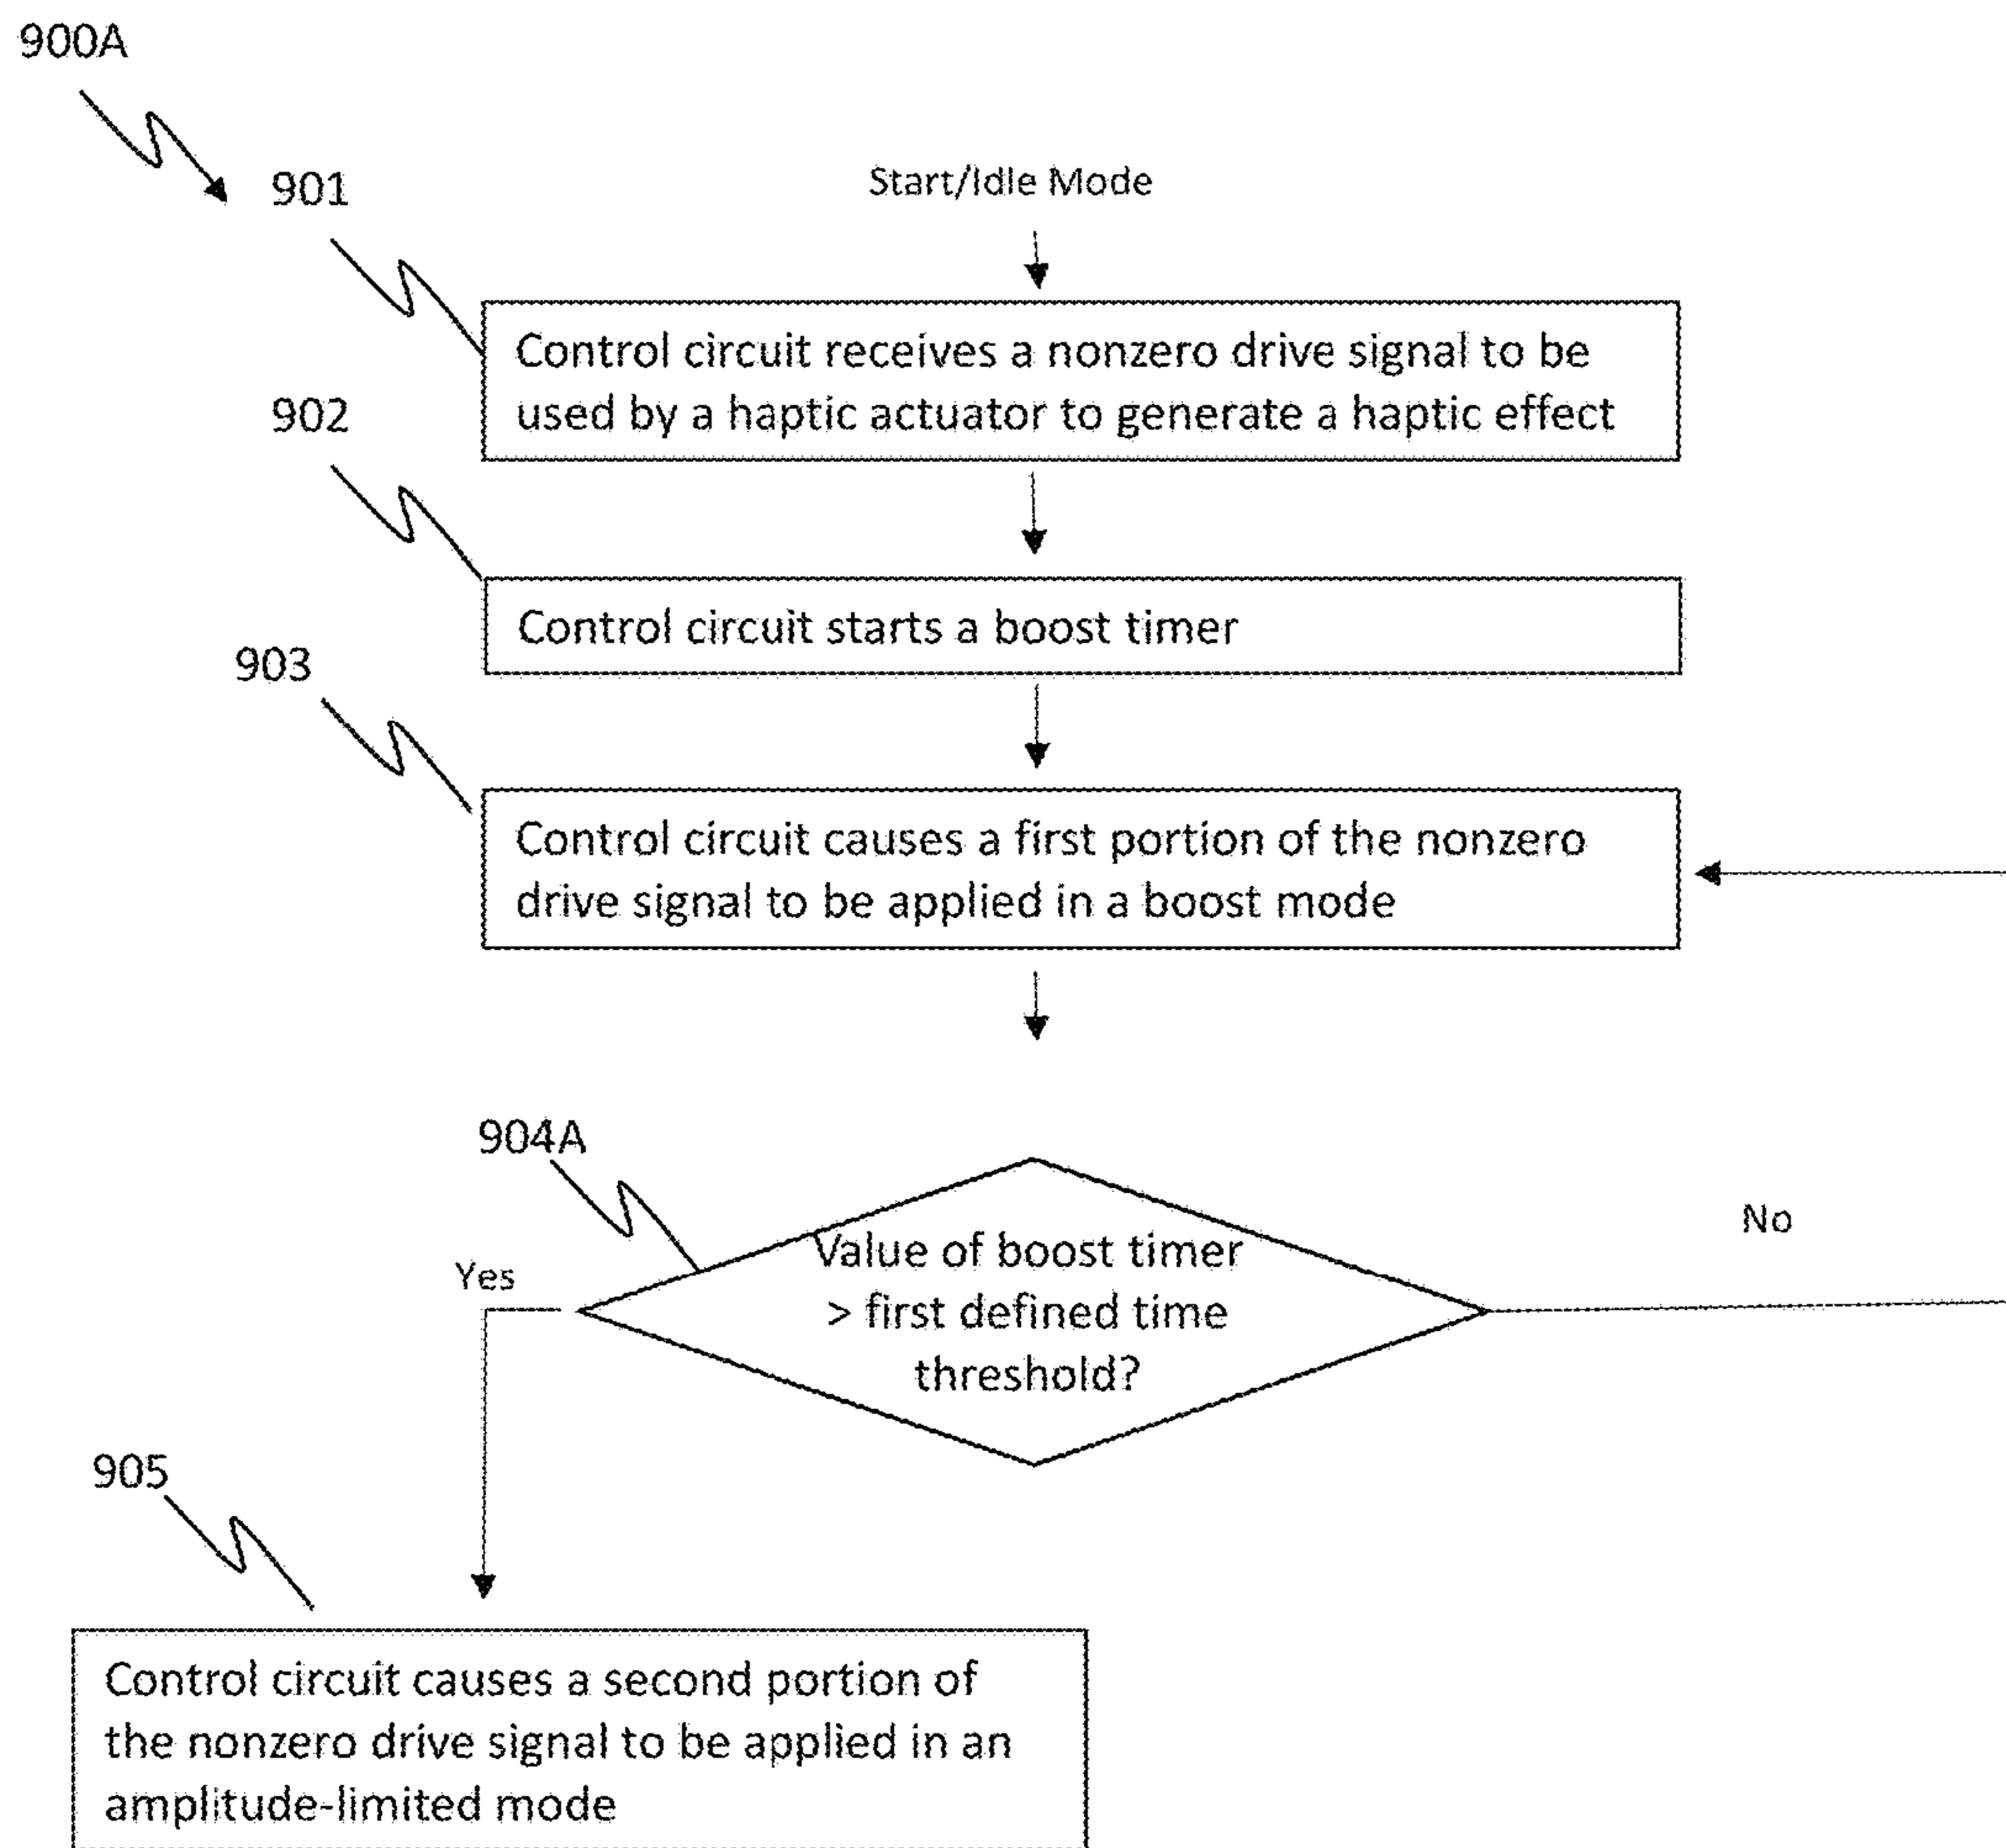 900A
901
Start/Idle Mode
Control circuit receives a nonzero drive signal to be
used by a haptic actuator to generate a haptic effect
902
Control circuit starts a boost timer
903
Control circuit causes a first portion of the nonzero
drive signal to be applied in a boost mode
904A
No
Yes
Value of boost timer
> first defined time
threshold?
905
Control circuit causes a second portion of
the nonzero drive signal to be applied in an
amplitude-limited mode